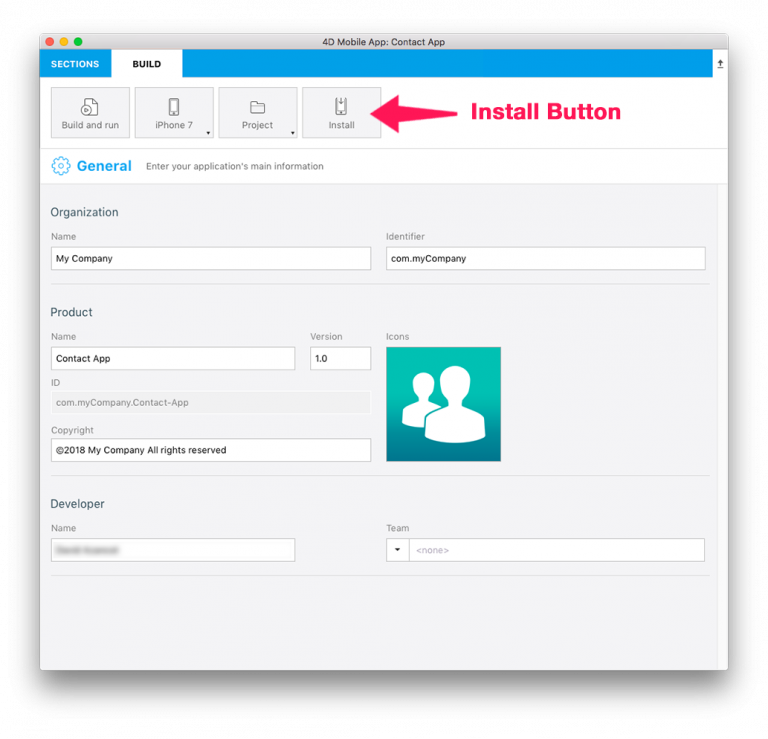 4D Mobile App: Contact App
SECTIONS
BUILD
Build and run
iPhone 7
Project
Install
Install Button
General
Enter your application's main information
Organization
Name
Identifier
My Company
com.myCompany
Product
Name
Version
Icons
Contact App
1.0
ID
com.myCompany.Contact-App
Copyright
©2018 My Company All rights reserved
Developer
Name
Team
<none>